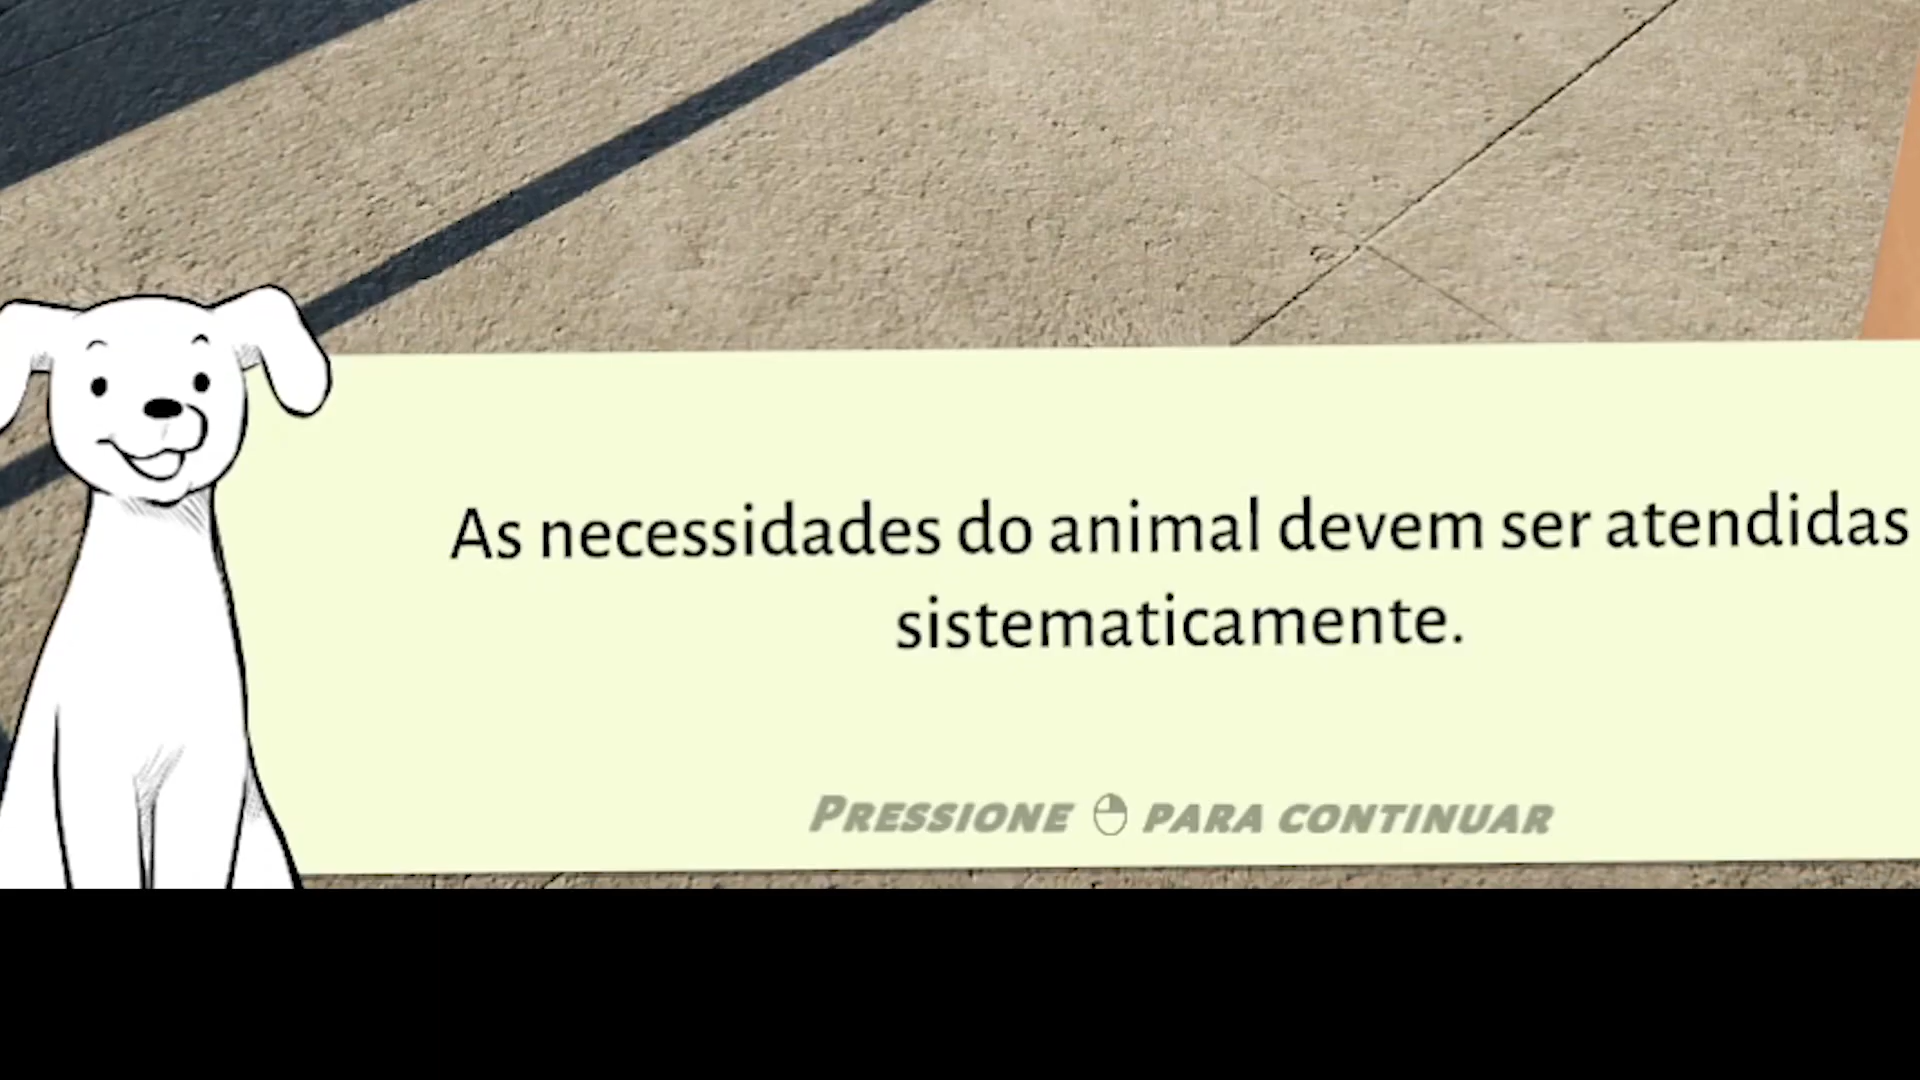 As necessidades do animal devem ser atendidas
sistematicamente.
PRESSIONE PARA CONTINUAR